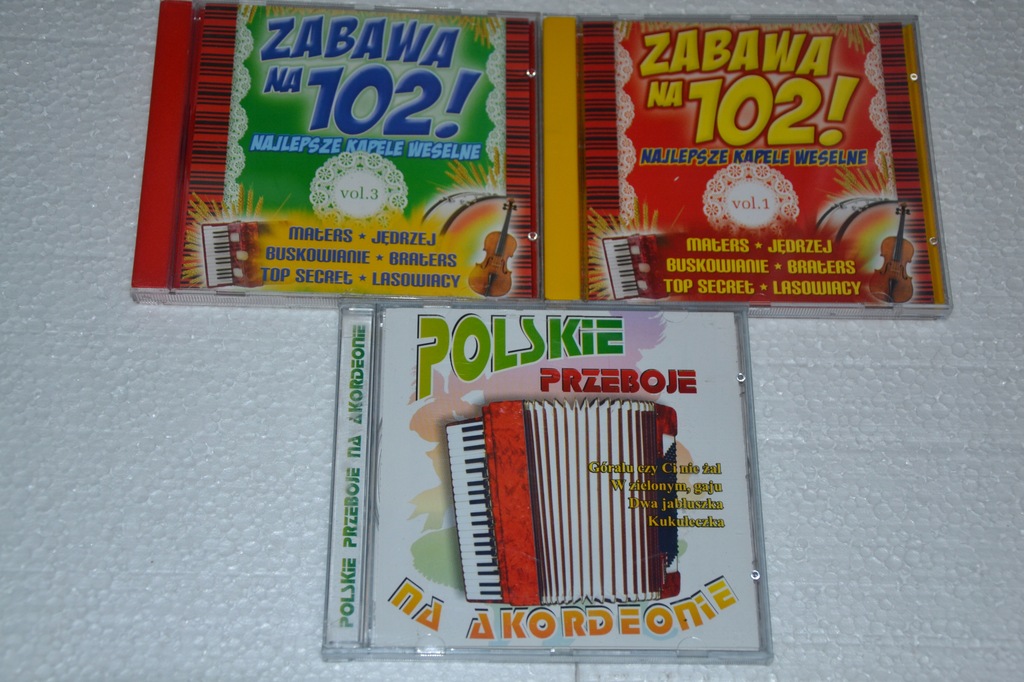 ZABAWA
NA 102!
NAJLEPSZE KAPELE WESELNE
vol.3
MATERS ★ JĘDRZEJ
BUSKOWIANIE ★ BRATERS
TOP SECRET ★ LASOWIACY
ZABAWA
NA 102!
NAJLEPSZE KAPELE WESELNE
vol.1
MATERS ★ JĘDRZEJ
BUSKOWIANIE ★ BRATERS
TOP SECRET ★ LASOWIACY
POLSKIE PRZEBOJE NA AKORDEONIE
POLSKIE
PRZEBOJE
Góralu czy Ci nie żal
W zielonym, gaju
Dwa jabłuszka
Kukułeczka
NA AKORDEONIE